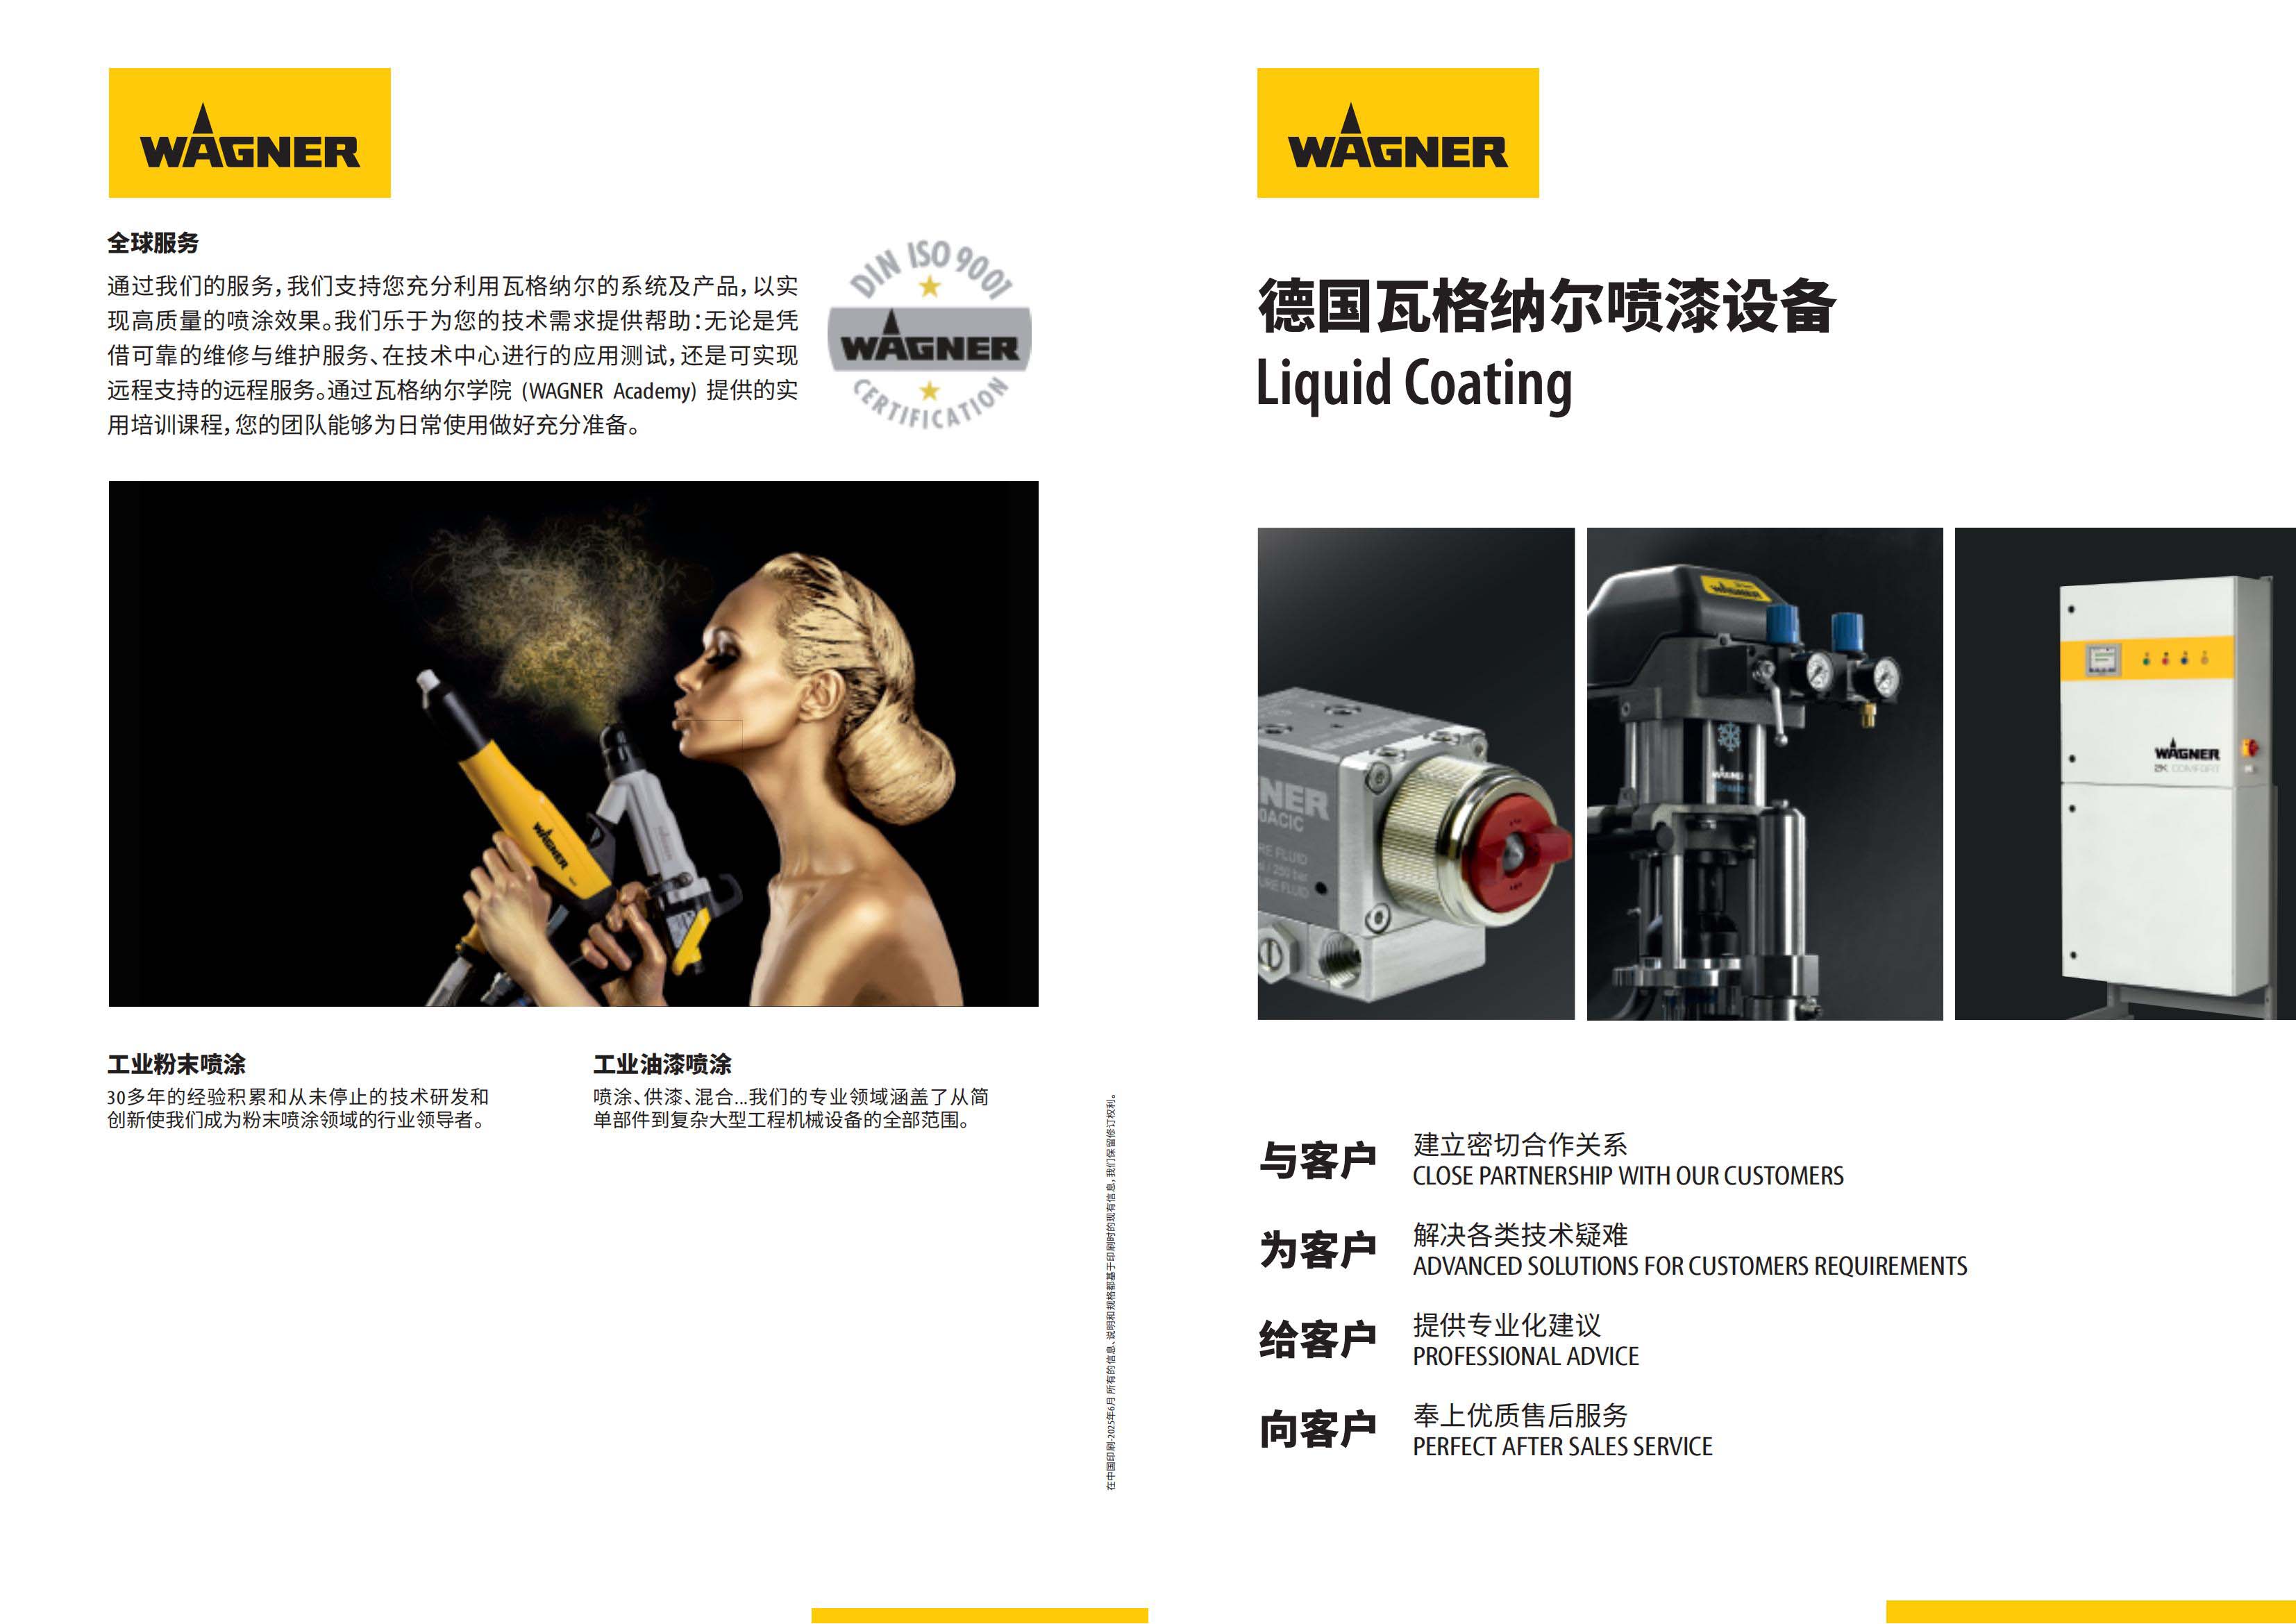 WAGNER
全球服务
通过我们的服务，我们支持您充分利用瓦格纳尔的系统及产品，以实
现高质量的喷涂效果。我们乐于为您的技术需求提供帮助：无论是凭
借可靠的维修与维护服务、在技术中心进行的应用测试，还是可实现
远程支持的远程服务。通过瓦格纳尔学院 (WAGNER Academy) 提供的实
用培训课程，您的团队能够为日常使用做好充分准备。
DIN ISO 9001
WAGNER
CERTIFICATION
WAGNER
工业粉末喷涂
30多年的经验积累和从未停止的技术研发和
创新使我们成为粉末喷涂领域的行业领导者。
工业油漆喷涂
喷涂、供漆、混合...我们的专业领域涵盖了从简
单部件到复杂大型工程机械设备的全部范围。
在中国印刷-2025年6月 所有的信息、说明和规格都基于印刷时的现有信息，我们保留修订权利。
WAGNER
德国瓦格纳尔喷漆设备
Liquid Coating
NER
0ACIC
RE FLUID
/ 250 bar
URE FLUID
WAGNER
WAGNER
WAGNER
2K COMFORT
与客户
建立密切合作关系
CLOSE PARTNERSHIP WITH OUR CUSTOMERS
为客户
解决各类技术疑难
ADVANCED SOLUTIONS FOR CUSTOMERS REQUIREMENTS
给客户
提供专业化建议
PROFESSIONAL ADVICE
向客户
奉上优质售后服务
PERFECT AFTER SALES SERVICE